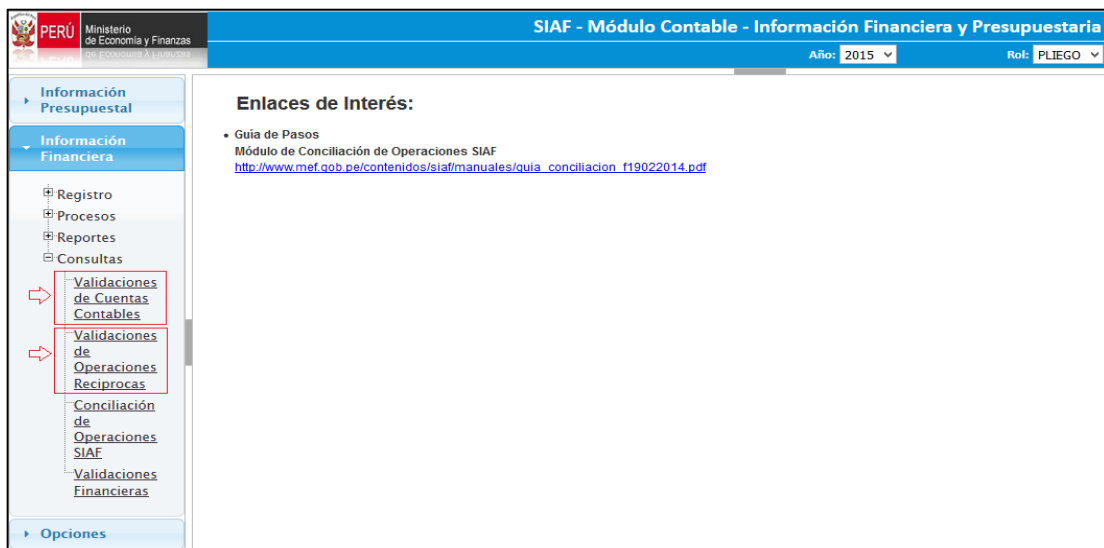 PERÚ
Ministerio
de Economía y Finanzas
SIAF - Módulo Contable - Información Financiera y Presupuestaria
Año: 2015
Rol: PLIEGO
Información
Presupuestal
Información
Financiera
Registro
Procesos
Reportes
Consultas
Validaciones
de Cuentas
Contables
Validaciones
de
Operaciones
Reciprocas
Conciliación
de
Operaciones
SIAF
Validaciones
Financieras
Opciones
Enlaces de Interés:
• Guia de Pasos
Módulo de Conciliación de Operaciones SIAF
http://www.mef.gob.pe/contenidos/siaf/manuales/guia_conciliacion_f19022014.pdf